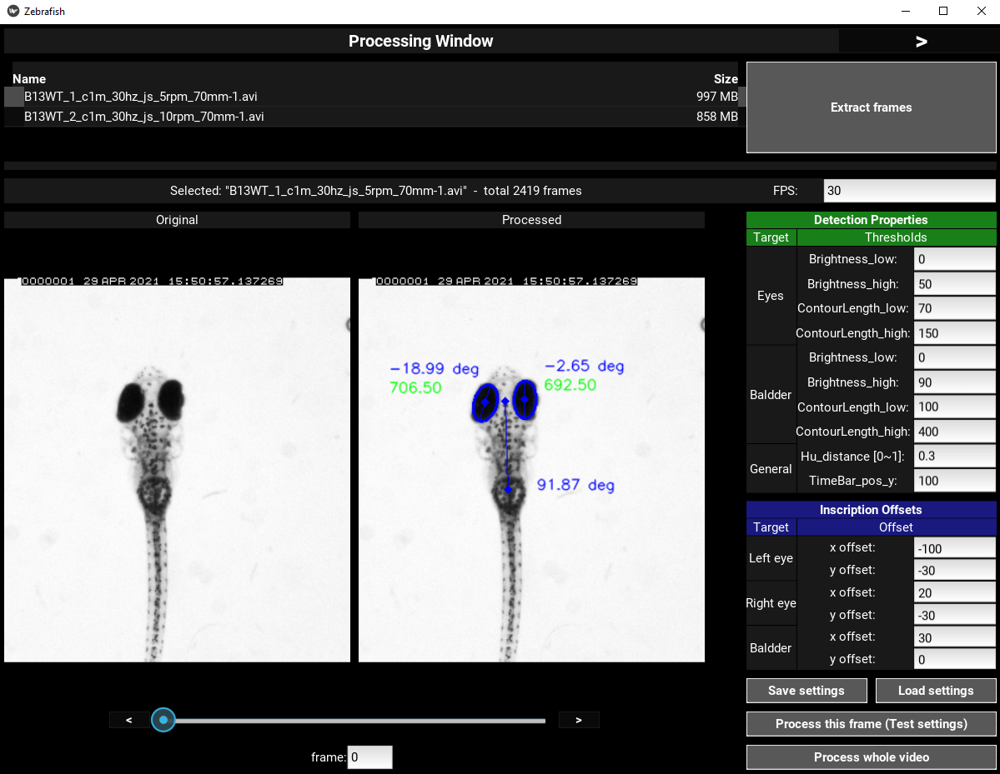 Zebrafish
Processing Window
>
Name Size
B13WT_1_c1m_30hz_js_5rpm_70mm-1.avi 997 MB
B13WT_2_c1m_30hz_js_10rpm_70mm-1.avi 858 MB
Extract frames
Selected: "B13WT_1_c1m_30hz_js_5rpm_70mm-1.avi" - total 2419 frames
FPS: 30
Original
Processed
0000001 29 APR 2021 15:50:57.137269
0000001 29 APR 2021 15:50:57.137269
-18.99 deg
706.50
-2.65 deg
692.50
91.87 deg
Detection Properties
Target Thresholds
Eyes
Brightness_low: 0
Brightness_high: 50
ContourLength_low: 70
ContourLength_high: 150
Baldder
Brightness_low: 0
Brightness_high: 90
ContourLength_low: 100
ContourLength_high: 400
General
Hu_distance [0~1]: 0.3
TimeBar_pos_y: 100
Inscription Offsets
Target Offset
Left eye
x offset: -100
y offset: -30
Right eye
x offset: 20
y offset: -30
Baldder
x offset: 30
y offset: 0
Save settings
Load settings
Process this frame (Test settings)
Process whole video
<
>
frame: 0